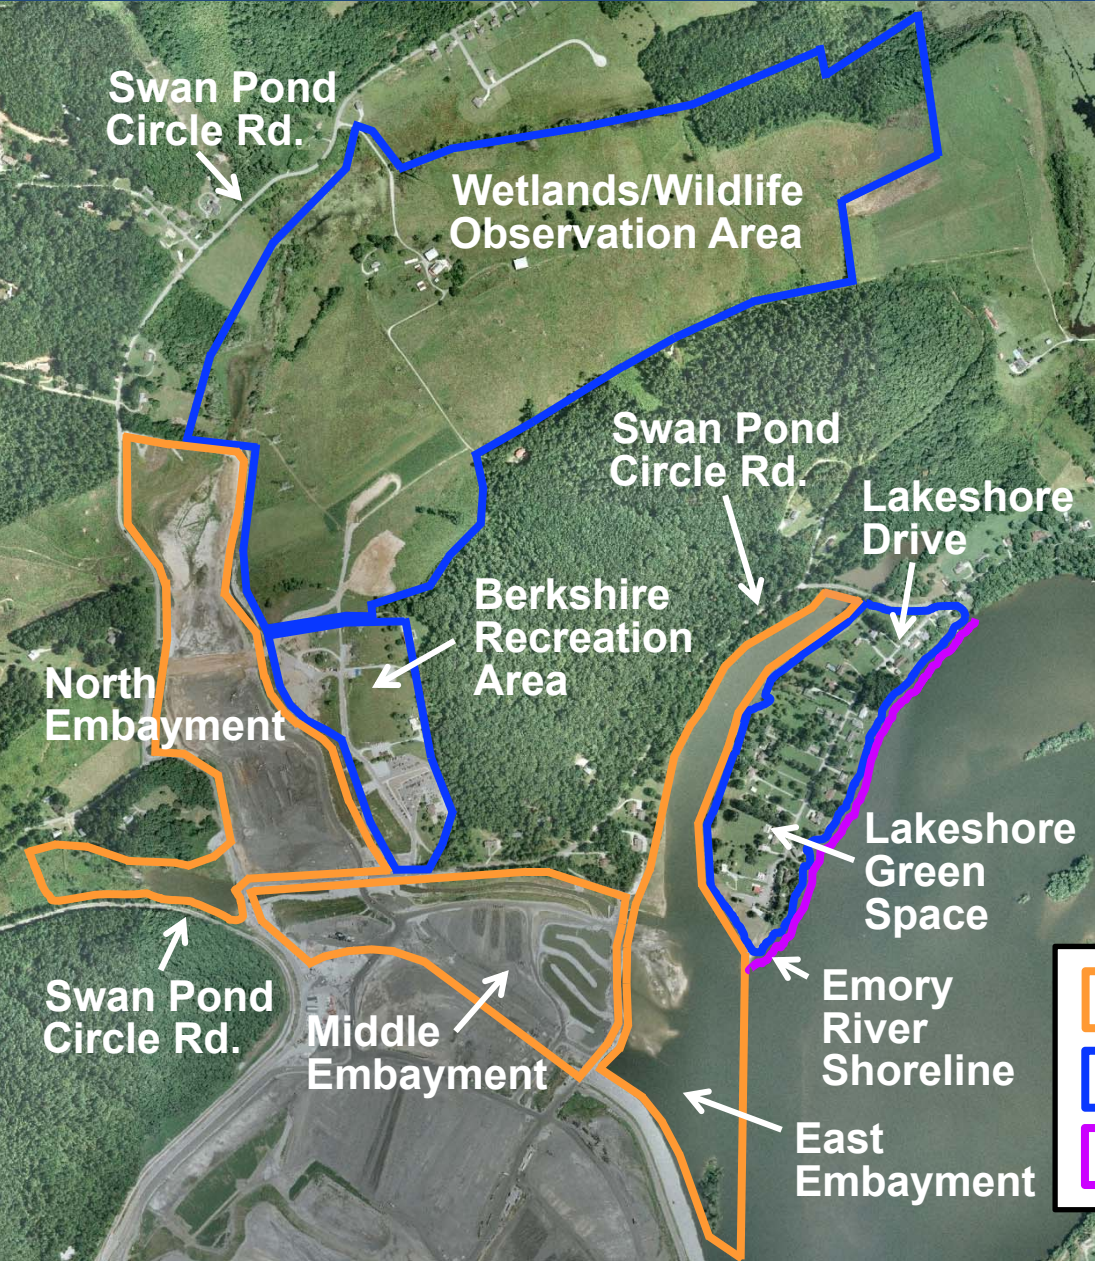 Swan Pond
Circle Rd.
Wetlands/Wildlife
Observation Area
Swan Pond
Circle Rd.
Lakeshore
Drive
Berkshire
Recreation
Area
North
Embayment
Lakeshore
Green
Space
Swan Pond
Circle Rd.
Middle
Embayment
Emory
River
Shoreline
East
Embayment